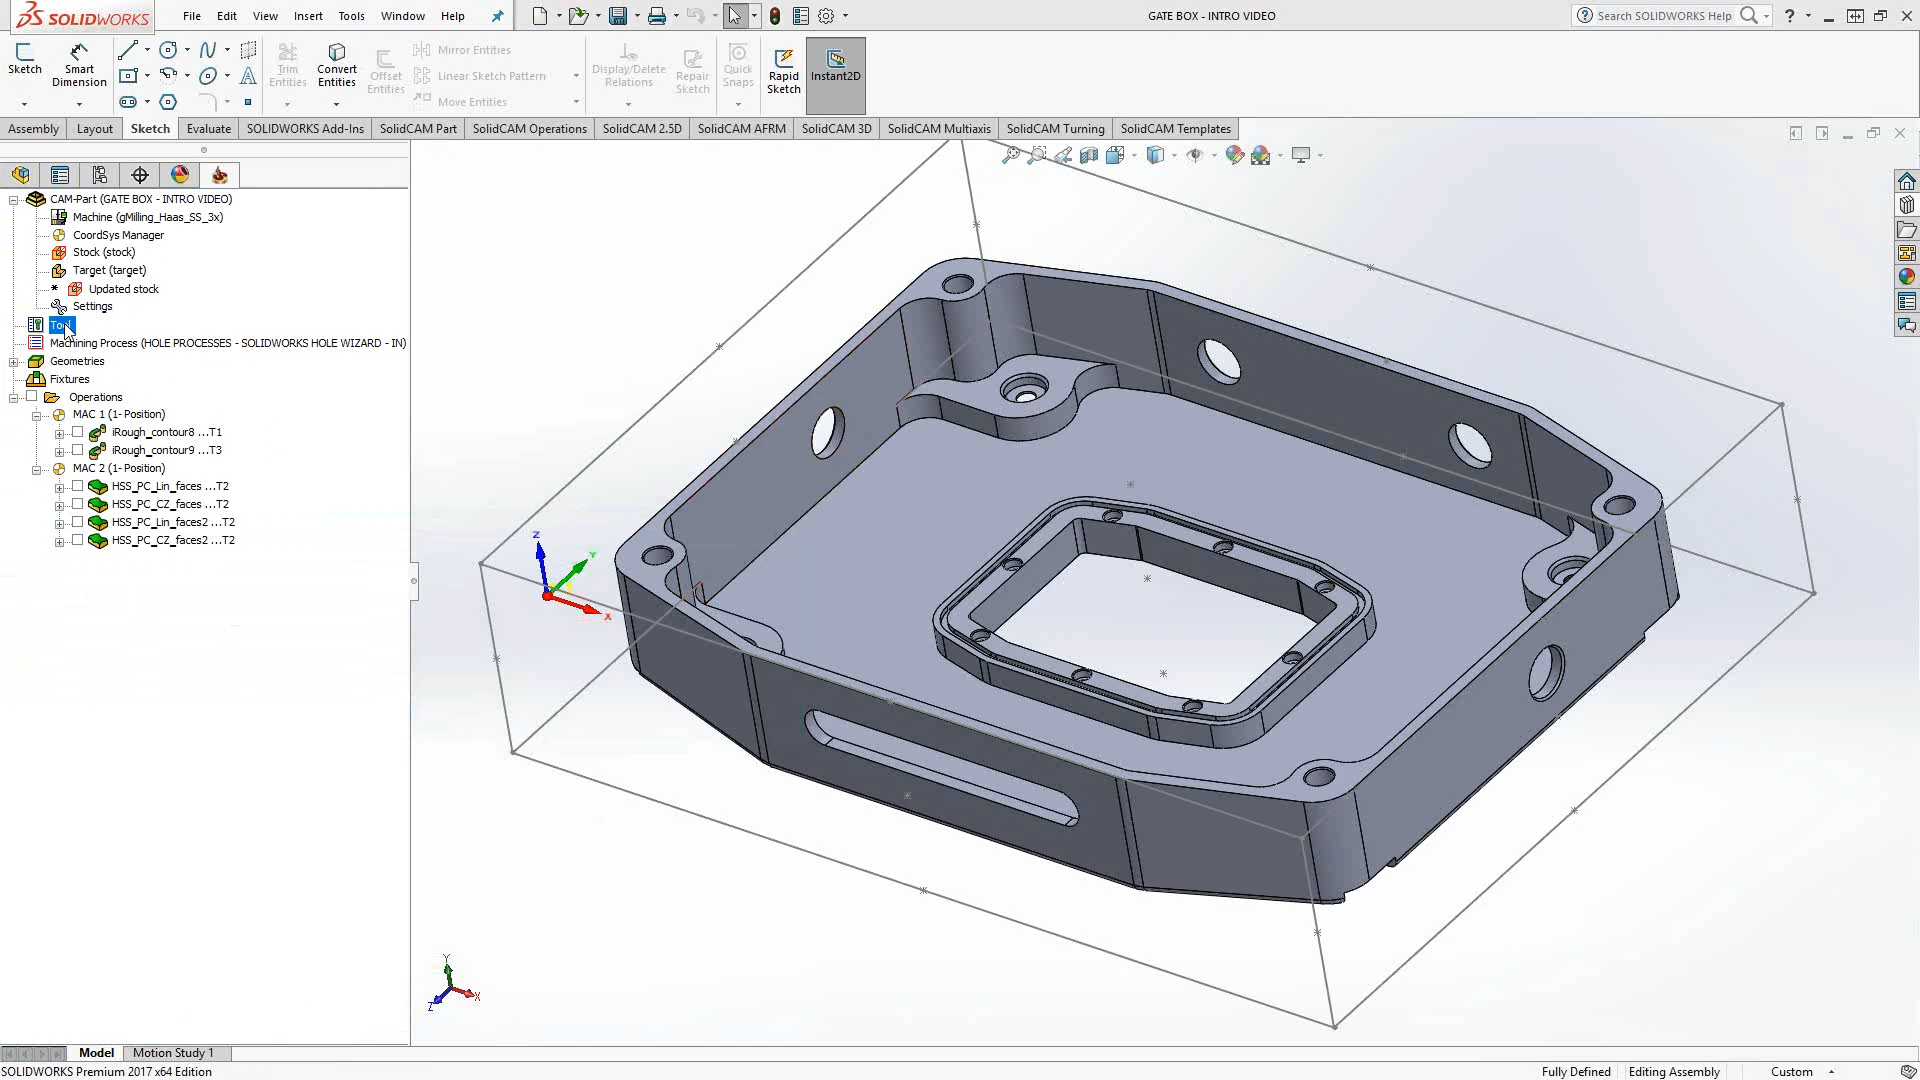 SOLIDWORKS
File Edit View Insert Tools Window Help
GATE BOX - INTRO VIDEO
Search SOLIDWORKS Help
Sketch
Smart Dimension
Trim Entities
Convert Entities
Offset Entities
Mirror Entities
Linear Sketch Pattern
Move Entities
Display/Delete Relations
Repair Sketch
Quick Snaps
Rapid Sketch
Instant2D
Assembly Layout Sketch Evaluate SOLIDWORKS Add-Ins SolidCAM Part SolidCAM Operations SolidCAM 2.5D SolidCAM AFRM SolidCAM 3D SolidCAM Multiaxis SolidCAM Turning SolidCAM Templates
CAM-Part (GATE BOX - INTRO VIDEO)
Machine (gMilling_Haas_SS_3x)
CoordSys Manager
Stock (stock)
Target (target)
* Updated stock
Settings
Machining Process (HOLE PROCESSES - SOLIDWORKS HOLE WIZARD - IN)
Geometries
Fixtures
Operations
MAC 1 (1- Position)
iRough_contour8 ...T1
iRough_contour9 ...T3
MAC 2 (1- Position)
HSS_PC_Lin_faces ...T2
HSS_PC_CZ_faces ...T2
HSS_PC_Lin_faces2 ...T2
HSS_PC_CZ_faces2 ...T2
Z
Y
X
Y
X
Z
Model Motion Study 1
SOLIDWORKS Premium 2017 x64 Edition
Fully Defined Editing Assembly Custom